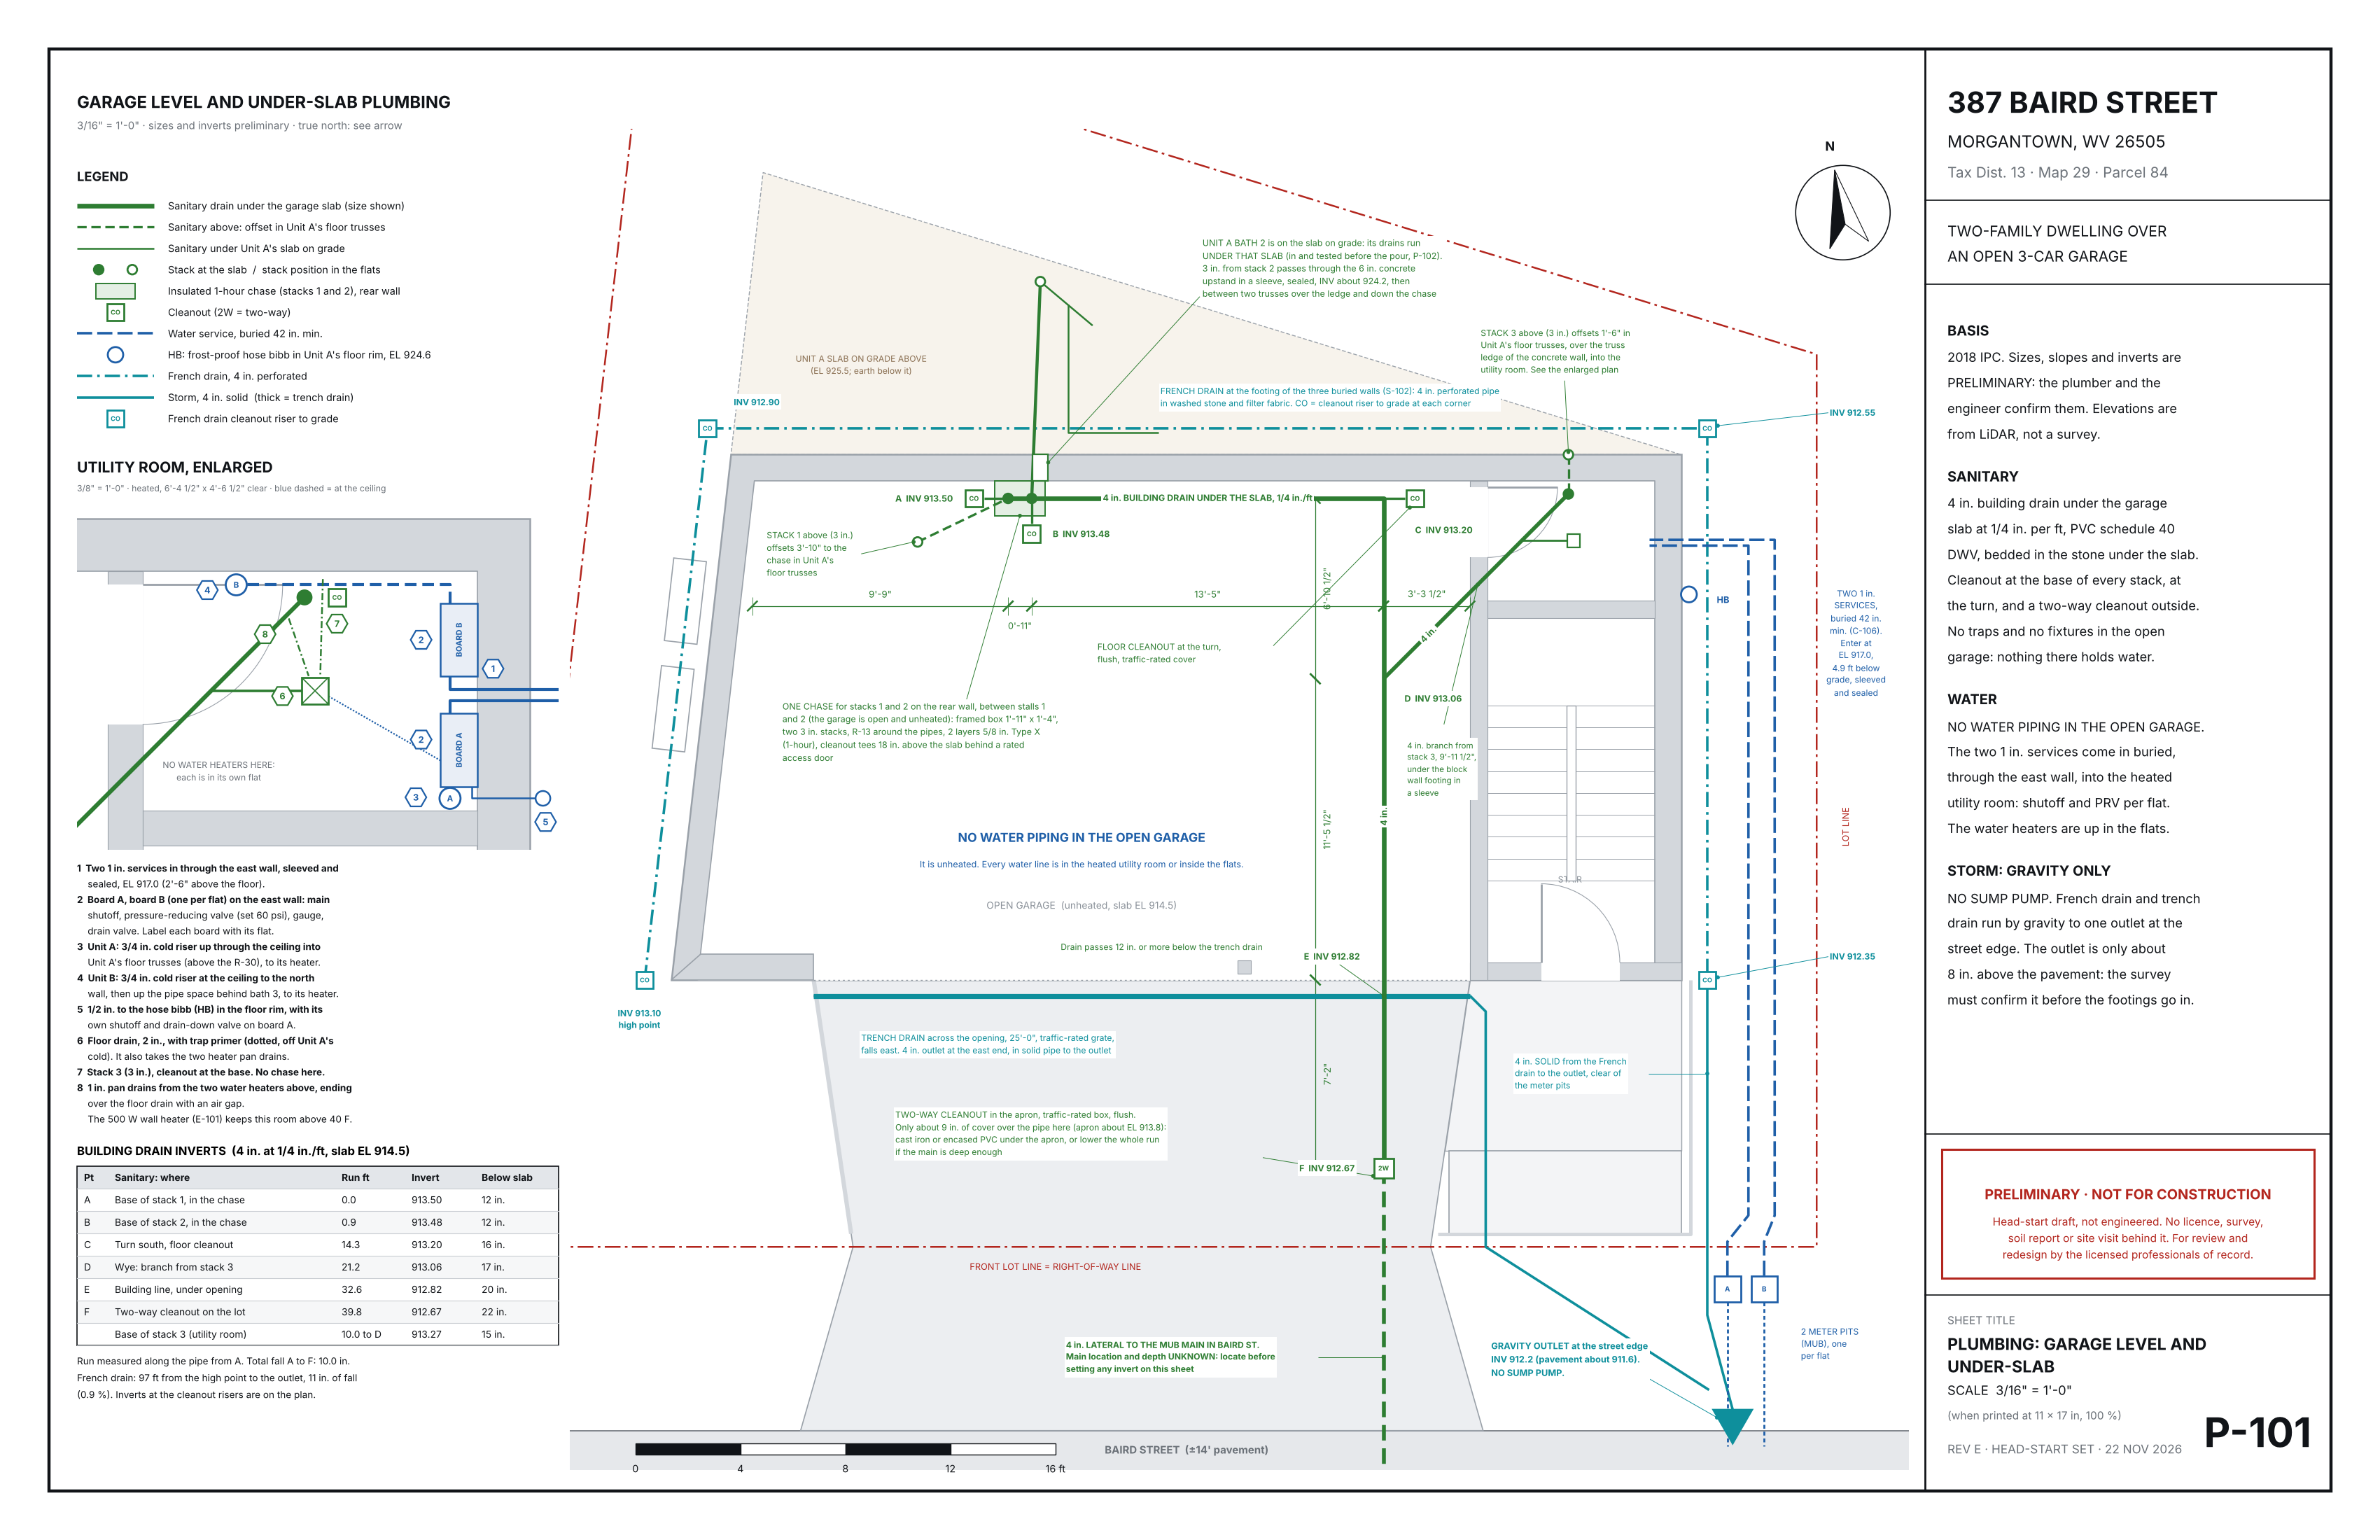 GARAGE LEVEL AND UNDER-SLAB PLUMBING
3/16" = 1'-0" · sizes and inverts preliminary · true north: see arrow
LEGEND
Sanitary drain under the garage slab (size shown)
Sanitary above: offset in Unit A's floor trusses
Sanitary under Unit A's slab on grade
Stack at the slab / stack position in the flats
Insulated 1-hour chase (stacks 1 and 2), rear wall
CO
Cleanout (2W = two-way)
Water service, buried 42 in. min.
HB: frost-proof hose bibb in Unit A's floor rim, EL 924.6
French drain, 4 in. perforated
Storm, 4 in. solid (thick = trench drain)
CO
French drain cleanout riser to grade
UTILITY ROOM, ENLARGED
3/8" = 1'-0" · heated, 6'-4 1/2" x 4'-6 1/2" clear · blue dashed = at the ceiling
4
B
CO
7
8
2
BOARD B
1
6
2
BOARD A
NO WATER HEATERS HERE:
each is in its own flat
3
A
5
1 Two 1 in. services in through the east wall, sleeved and
sealed, EL 917.0 (2'-6" above the floor).
2 Board A, board B (one per flat) on the east wall: main
shutoff, pressure-reducing valve (set 60 psi), gauge,
drain valve. Label each board with its flat.
3 Unit A: 3/4 in. cold riser up through the ceiling into
Unit A's floor trusses (above the R-30), to its heater.
4 Unit B: 3/4 in. cold riser at the ceiling to the north
wall, then up the pipe space behind bath 3, to its heater.
5 1/2 in. to the hose bibb (HB) in the floor rim, with its
own shutoff and drain-down valve on board A.
6 Floor drain, 2 in., with trap primer (dotted, off Unit A's
cold). It also takes the two heater pan drains.
7 Stack 3 (3 in.), cleanout at the base. No chase here.
8 1 in. pan drains from the two water heaters above, ending
over the floor drain with an air gap.
The 500 W wall heater (E-101) keeps this room above 40 F.
BUILDING DRAIN INVERTS (4 in. at 1/4 in./ft, slab EL 914.5)
Pt Sanitary: where Run ft Invert Below slab
A Base of stack 1, in the chase 0.0 913.50 12 in.
B Base of stack 2, in the chase 0.9 913.48 12 in.
C Turn south, floor cleanout 14.3 913.20 16 in.
D Wye: branch from stack 3 21.2 913.06 17 in.
E Building line, under opening 32.6 912.82 20 in.
F Two-way cleanout on the lot 39.8 912.67 22 in.
Base of stack 3 (utility room) 10.0 to D 913.27 15 in.
Run measured along the pipe from A. Total fall A to F: 10.0 in.
French drain: 97 ft from the high point to the outlet, 11 in. of fall
(0.9 %). Inverts at the cleanout risers are on the plan.
N
UNIT A BATH 2 is on the slab on grade: its drains run
UNDER THAT SLAB (in and tested before the pour, P-102).
3 in. from stack 2 passes through the 6 in. concrete
upstand in a sleeve, sealed, INV about 924.2, then
between two trusses over the ledge and down the chase
STACK 3 above (3 in.) offsets 1'-6" in
Unit A's floor trusses, over the truss
ledge of the concrete wall, into the
utility room. See the enlarged plan
UNIT A SLAB ON GRADE ABOVE
(EL 925.5; earth below it)
FRENCH DRAIN at the footing of the three buried walls (S-102): 4 in. perforated pipe
in washed stone and filter fabric. CO = cleanout riser to grade at each corner
INV 912.90
INV 912.55
CO
CO
A INV 913.50
CO
4 in. BUILDING DRAIN UNDER THE SLAB, 1/4 in./ft
CO
CO
B INV 913.48
C INV 913.20
STACK 1 above (3 in.)
offsets 3'-10" to the
chase in Unit A's
floor trusses
9'-9"
0'-11"
13'-5"
6'-10 1/2"
3'-3 1/2"
HB
TWO 1 in.
SERVICES,
buried 42 in.
min. (C-106).
Enter at
EL 917.0,
4.9 ft below
grade, sleeved
and sealed
4 in.
FLOOR CLEANOUT at the turn,
flush, traffic-rated cover
D INV 913.06
ONE CHASE for stacks 1 and 2 on the rear wall, between stalls 1
and 2 (the garage is open and unheated): framed box 1'-11" x 1'-4",
two 3 in. stacks, R-13 around the pipes, 2 layers 5/8 in. Type X
(1-hour), cleanout tees 18 in. above the slab behind a rated
access door
4 in. branch from
stack 3, 9'-11 1/2",
under the block
wall footing in
a sleeve
4 in.
11'-5 1/2"
LOT LINE
NO WATER PIPING IN THE OPEN GARAGE
It is unheated. Every water line is in the heated utility room or inside the flats.
OPEN GARAGE (unheated, slab EL 914.5)
Drain passes 12 in. or more below the trench drain
E INV 912.82
INV 912.35
CO
CO
INV 913.10
high point
TRENCH DRAIN across the opening, 25'-0", traffic-rated grate,
falls east. 4 in. outlet at the east end, in solid pipe to the outlet
7'-2"
4 in. SOLID from the French
drain to the outlet, clear of
the meter pits
TWO-WAY CLEANOUT in the apron, traffic-rated box, flush.
Only about 9 in. of cover over the pipe here (apron about EL 913.8):
cast iron or encased PVC under the apron, or lower the whole run
if the main is deep enough
F INV 912.67
2W
FRONT LOT LINE = RIGHT-OF-WAY LINE
A
B
2 METER PITS
(MUB), one
per flat
4 in. LATERAL TO THE MUB MAIN IN BAIRD ST.
Main location and depth UNKNOWN: locate before
setting any invert on this sheet
GRAVITY OUTLET at the street edge
INV 912.2 (pavement about 911.6).
NO SUMP PUMP.
BAIRD STREET (±14' pavement)
0 4 8 12 16 ft
387 BAIRD STREET
MORGANTOWN, WV 26505
Tax Dist. 13 · Map 29 · Parcel 84
TWO-FAMILY DWELLING OVER
AN OPEN 3-CAR GARAGE
BASIS
2018 IPC. Sizes, slopes and inverts are
PRELIMINARY: the plumber and the
engineer confirm them. Elevations are
from LiDAR, not a survey.
SANITARY
4 in. building drain under the garage
slab at 1/4 in. per ft, PVC schedule 40
DWV, bedded in the stone under the slab.
Cleanout at the base of every stack, at
the turn, and a two-way cleanout outside.
No traps and no fixtures in the open
garage: nothing there holds water.
WATER
NO WATER PIPING IN THE OPEN GARAGE.
The two 1 in. services come in buried,
through the east wall, into the heated
utility room: shutoff and PRV per flat.
The water heaters are up in the flats.
STORM: GRAVITY ONLY
NO SUMP PUMP. French drain and trench
drain run by gravity to one outlet at the
street edge. The outlet is only about
8 in. above the pavement: the survey
must confirm it before the footings go in.
PRELIMINARY · NOT FOR CONSTRUCTION
Head-start draft, not engineered. No licence, survey,
soil report or site visit behind it. For review and
redesign by the licensed professionals of record.
SHEET TITLE
PLUMBING: GARAGE LEVEL AND
UNDER-SLAB
SCALE 3/16" = 1'-0"
(when printed at 11 × 17 in, 100 %)
REV E · HEAD-START SET · 22 NOV 2026
P-101